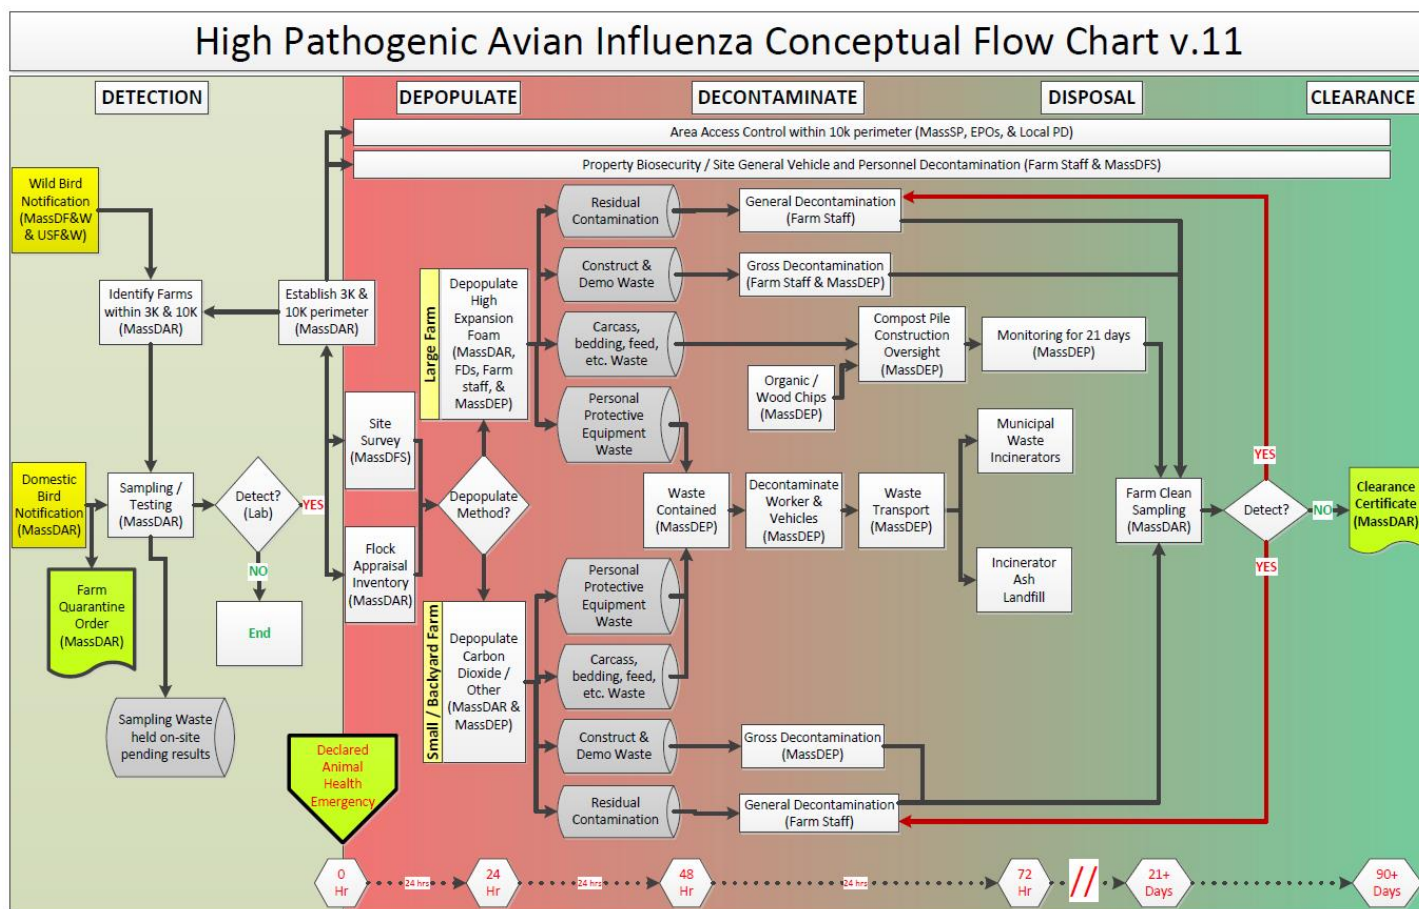 High Pathogenic Avian Influenza Conceptual Flow Chart v.11
DETECTION
DEPOPULATE
DECONTAMINATE
DISPOSAL
CLEARANCE
Area Access Control within 10k perimeter (MassSP, EPOs, & Local PD)
Property Biosecurity / Site General Vehicle and Personnel Decontamination (Farm Staff & MassDFS)
Wild Bird
Notification
(MassDF&W
& USF&W)
Identify Farms
within 3K & 10K
(MassDAR)
Establish 3K &
10K perimeter
(MassDAR)
Domestic
Bird
Notification
(MassDAR)
Sampling /
Testing
(MassDAR)
Detect?
(Lab)
YES
NO
End
Farm
Quarantine
Order
(MassDAR)
Sampling Waste
held on-site
pending results
Declared
Animal
Health
Emergency
Site
Survey
(MassDFS)
Flock
Appraisal
Inventory
(MassDAR)
Large Farm
Depopulate
High
Expansion
Foam
(MassDAR,
FDs, Farm
staff, &
MassDEP)
Depopulate
Method?
Small / Backyard Farm
Depopulate
Carbon
Dioxide /
Other
(MassDAR &
MassDEP)
Residual
Contamination
Construct &
Demo Waste
Carcass,
bedding, feed,
etc. Waste
Personal
Protective
Equipment
Waste
Personal
Protective
Equipment
Waste
Carcass,
bedding, feed,
etc. Waste
Construct &
Demo Waste
Residual
Contamination
General Decontamination
(Farm Staff)
Gross Decontamination
(Farm Staff & MassDEP)
Organic /
Wood Chips
(MassDEP)
Compost Pile
Construction
Oversight
(MassDEP)
Monitoring for 21 days
(MassDEP)
Waste
Contained
(MassDEP)
Decontaminate
Worker &
Vehicles
(MassDEP)
Waste
Transport
(MassDEP)
Municipal
Waste
Incinerators
Incinerator
Ash
Landfill
Gross Decontamination
(MassDEP)
General Decontamination
(Farm Staff)
Farm Clean
Sampling
(MassDAR)
YES
Detect?
YES
NO
Clearance
Certificate
(MassDAR)
0
Hr
24 hrs
24
Hr
24 hrs
48
Hr
24 hrs
72
Hr
//
21+
Days
90+
Days